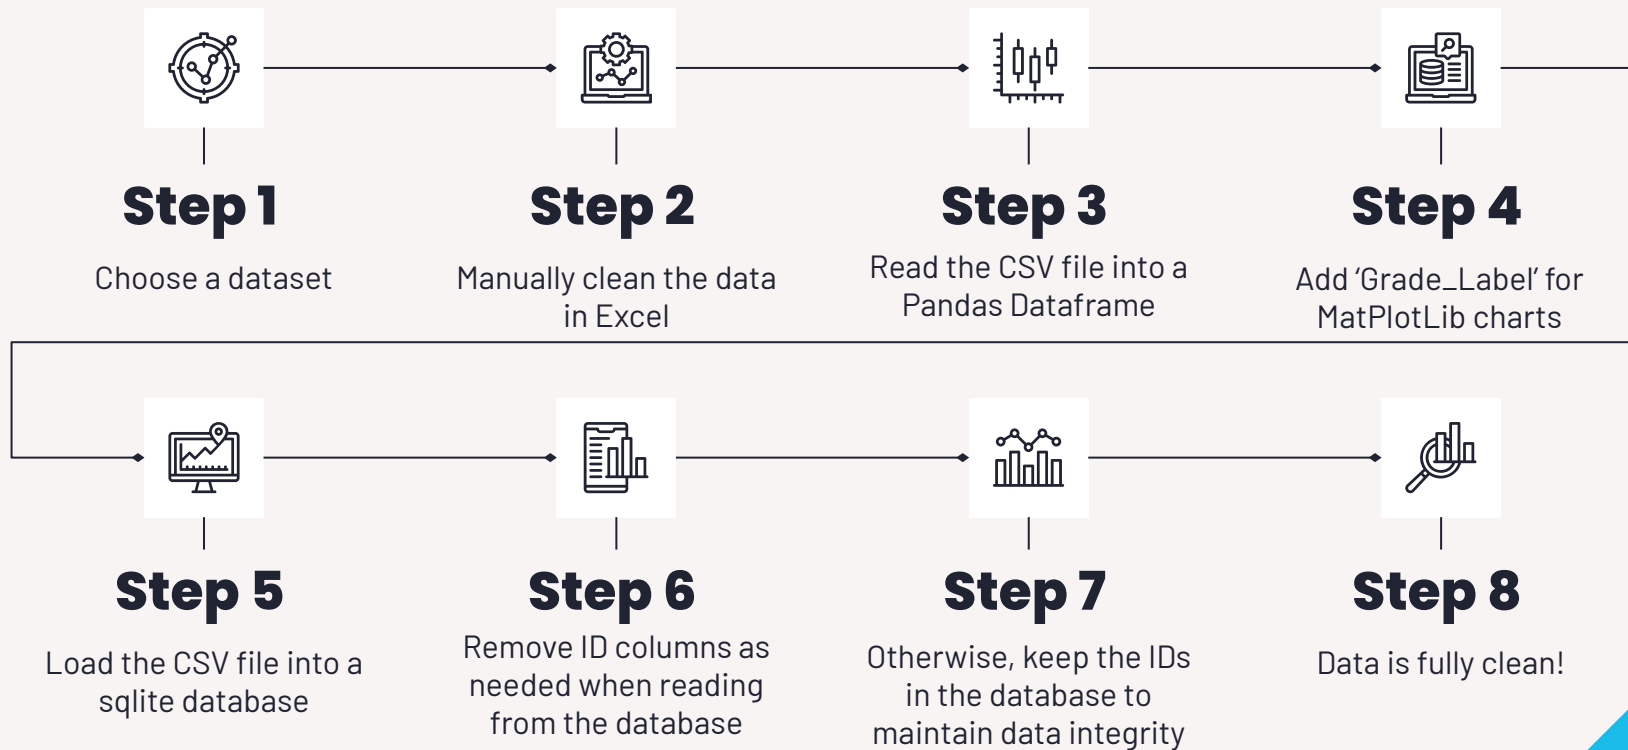 Step 1
Choose a dataset
Step 2
Manually clean the data
in Excel
Step 3
Read the CSV file into a
Pandas Dataframe
Step 4
Add ‘Grade_Label’ for
MatPlotLib charts
Step 5
Load the CSV file into a
sqlite database
Step 6
Remove ID columns as
needed when reading
from the database
Step 7
Otherwise, keep the IDs
in the database to
maintain data integrity
Step 8
Data is fully clean!